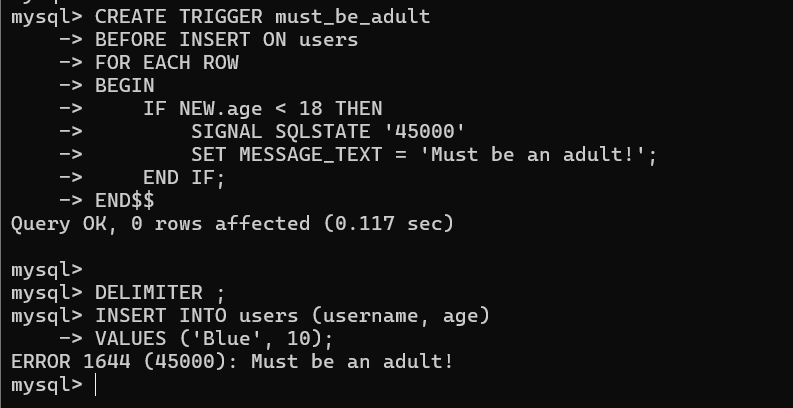 mysql> CREATE TRIGGER must_be_adult
    -> BEFORE INSERT ON users
    -> FOR EACH ROW
    -> BEGIN
    ->     IF NEW.age < 18 THEN
    ->         SIGNAL SQLSTATE '45000'
    ->         SET MESSAGE_TEXT = 'Must be an adult!';
    ->     END IF;
    -> END$$
Query OK, 0 rows affected (0.117 sec)

mysql>
mysql> DELIMITER ;
mysql> INSERT INTO users (username, age)
    -> VALUES ('Blue', 10);
ERROR 1644 (45000): Must be an adult!
mysql>